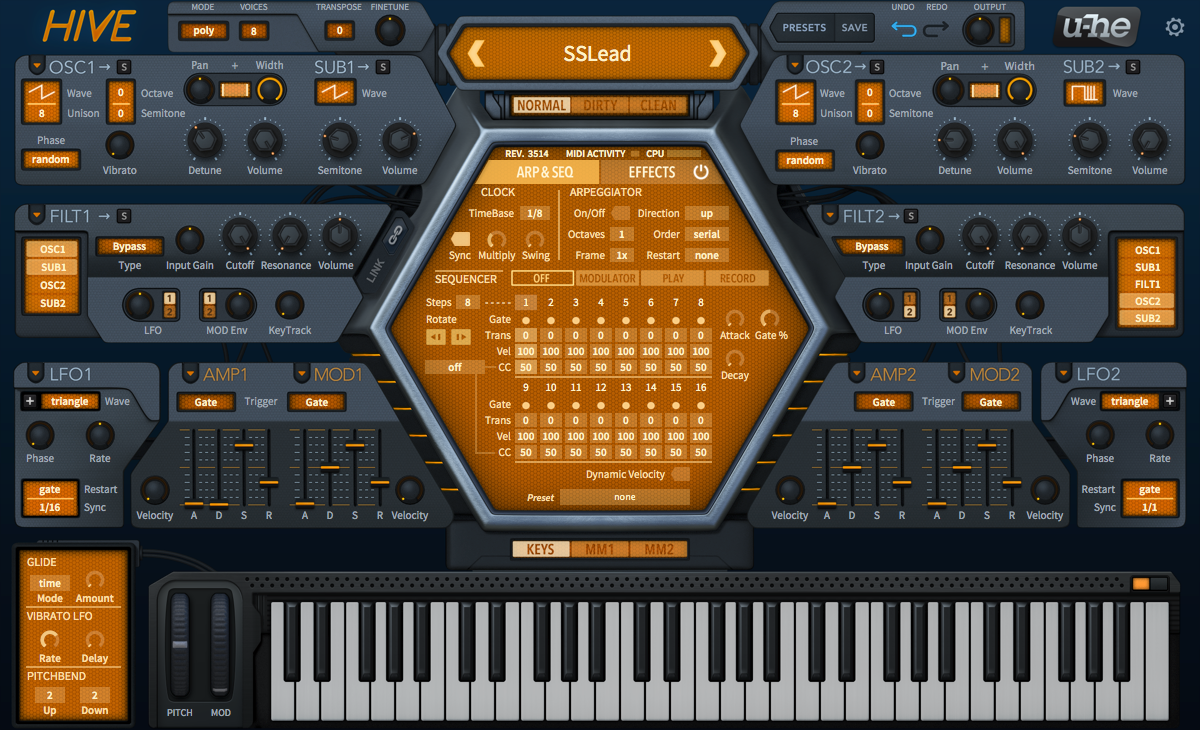 HIVE
MODE VOICES TRANSPOSE FINETUNE
poly 8 0
SSLead
PRESETS SAVE
UNDO REDO OUTPUT
u-he
NORMAL DIRTY CLEAN
OSC1→ S
Pan + Width
SUB1→ S
Wave 0 Octave Wave
8 Unison 0 Semitone
Phase
random
Vibrato Detune Volume Semitone Volume
OSC2→ S
Pan + Width
SUB2→ S
Wave 0 Octave Wave
8 Unison 0 Semitone
Phase
random
Vibrato Detune Volume Semitone Volume
FILT1 → S
OSC1
SUB1
OSC2
SUB2
Bypass
Type Input Gain Cutoff Resonance Volume
1
2
1
2
LFO MOD Env KeyTrack
LINK
FILT2→ S
Bypass
Type Input Gain Cutoff Resonance Volume
1
2
1
2
LFO MOD Env KeyTrack
OSC1
SUB1
FILT1
OSC2
SUB2
REV. 3514 MIDI ACTIVITY CPU
ARP & SEQ EFFECTS
CLOCK ARPEGGIATOR
TimeBase 1/8 On/Off Direction up
Octaves 1 Order serial
Sync Multiply Swing Frame 1x Restart none
SEQUENCER OFF MODULATOR PLAY RECORD
Steps 8 ----- 1 2 3 4 5 6 7 8
Rotate Gate
Trans 0 0 0 0 0 0 0 0
Attack Gate %
Vel 100 100 100 100 100 100 100 100
off CC 50 50 50 50 50 50 50 50
Decay
9 10 11 12 13 14 15 16
Gate
Trans 0 0 0 0 0 0 0 0
Vel 100 100 100 100 100 100 100 100
CC 50 50 50 50 50 50 50 50
Dynamic Velocity
Preset none
LFO1
+ triangle Wave
Phase Rate
gate Restart
1/16 Sync
AMP1 MOD1
Gate Trigger Gate
Velocity A D S R A D S R Velocity
AMP2 MOD2
Gate Trigger Gate
Velocity A D S R A D S R Velocity
LFO2
Wave triangle +
Phase Rate
Restart gate
Sync 1/1
KEYS MM1 MM2
GLIDE
time
Mode Amount
VIBRATO LFO
Rate Delay
PITCHBEND
2 2
Up Down
PITCH MOD